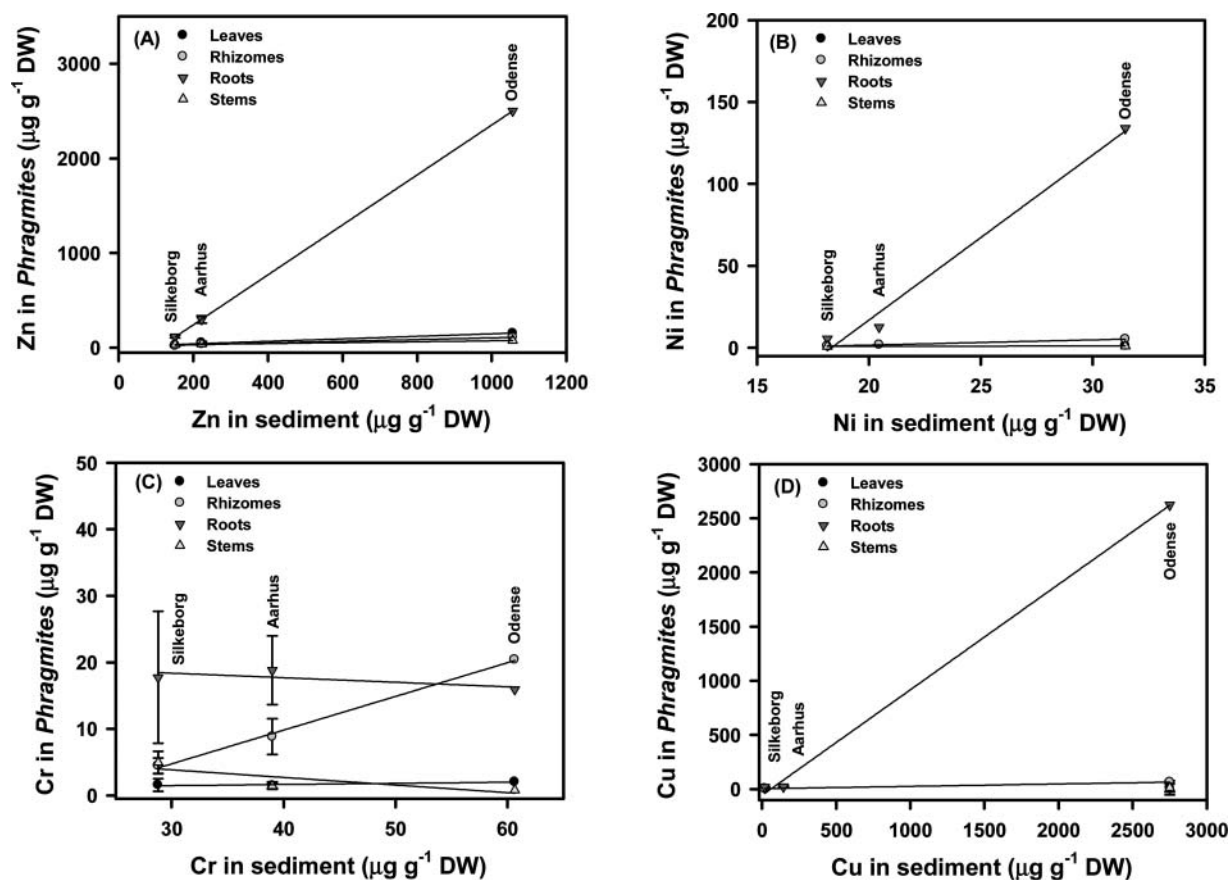 (A)
Leaves
Rhizomes
Roots
Stems
Silkeborg
Aarhus
Odense
3000
2000
1000
0
0 200 400 600 800 1000 1200
Zn in Phragmites (μg g⁻¹ DW)
Zn in sediment (μg g⁻¹ DW)
(B)
Leaves
Rhizomes
Roots
Stems
Silkeborg
Aarhus
Odense
200
150
100
50
0
15 20 25 30 35
Ni in Phragmites (μg g⁻¹ DW)
Ni in sediment (μg g⁻¹ DW)
(C)
Leaves
Rhizomes
Roots
Stems
Silkeborg
Aarhus
Odense
50
40
30
20
10
0
30 40 50 60
Cr in Phragmites (μg g⁻¹ DW)
Cr in sediment (μg g⁻¹ DW)
(D)
Leaves
Rhizomes
Roots
Stems
Silkeborg
Aarhus
Odense
3000
2500
2000
1500
1000
500
0
0 500 1000 1500 2000 2500 3000
Cu in Phragmites (μg g⁻¹ DW)
Cu in sediment (μg g⁻¹ DW)